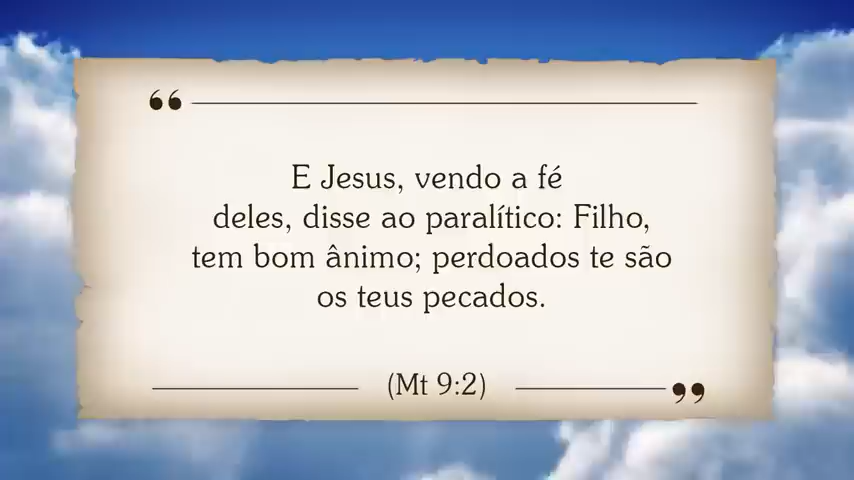 E Jesus, vendo a fé
deles, disse ao paralítico: Filho,
tem bom ânimo; perdoados te são
os teus pecados.
(Mt 9:2)